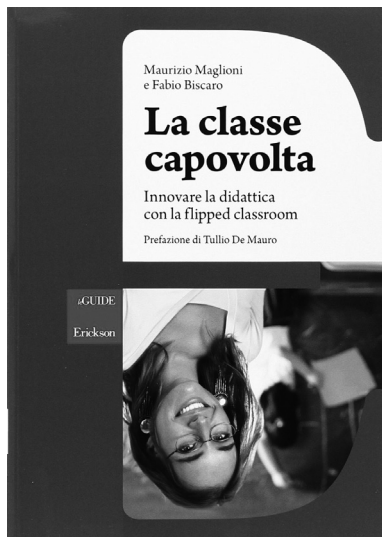 Maurizio Maglioni
e Fabio Biscaro
La classe
capovolta
Innovare la didattica
con la flipped classroom
Prefazione di Tullio De Mauro
leGUIDE
Erickson